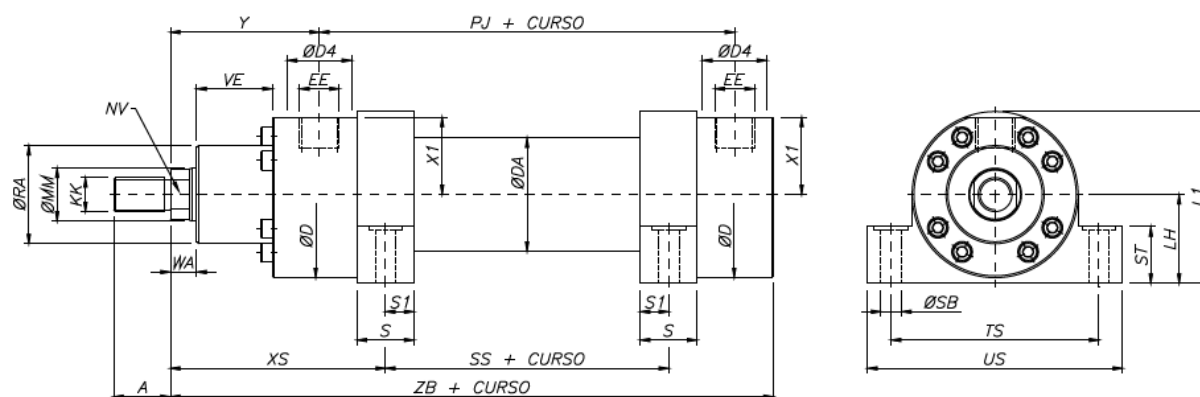 Y
PJ + CURSO
ØD4
ØD4
VE
EE
EE
NV
X1
X1
ØRA
ØMM
KK
ØDA
ØD
ØD
WA
L1
LH
ST
S1
S1
ØSB
S
S
TS
XS
SS + CURSO
US
A
ZB + CURSO